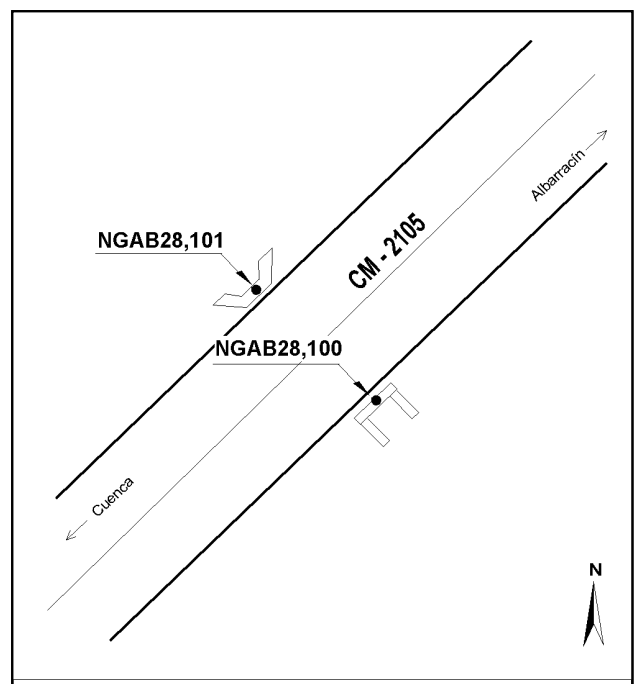 Albarracín
CM - 2105
NGAB28,101
NGAB28,100
Cuenca
N